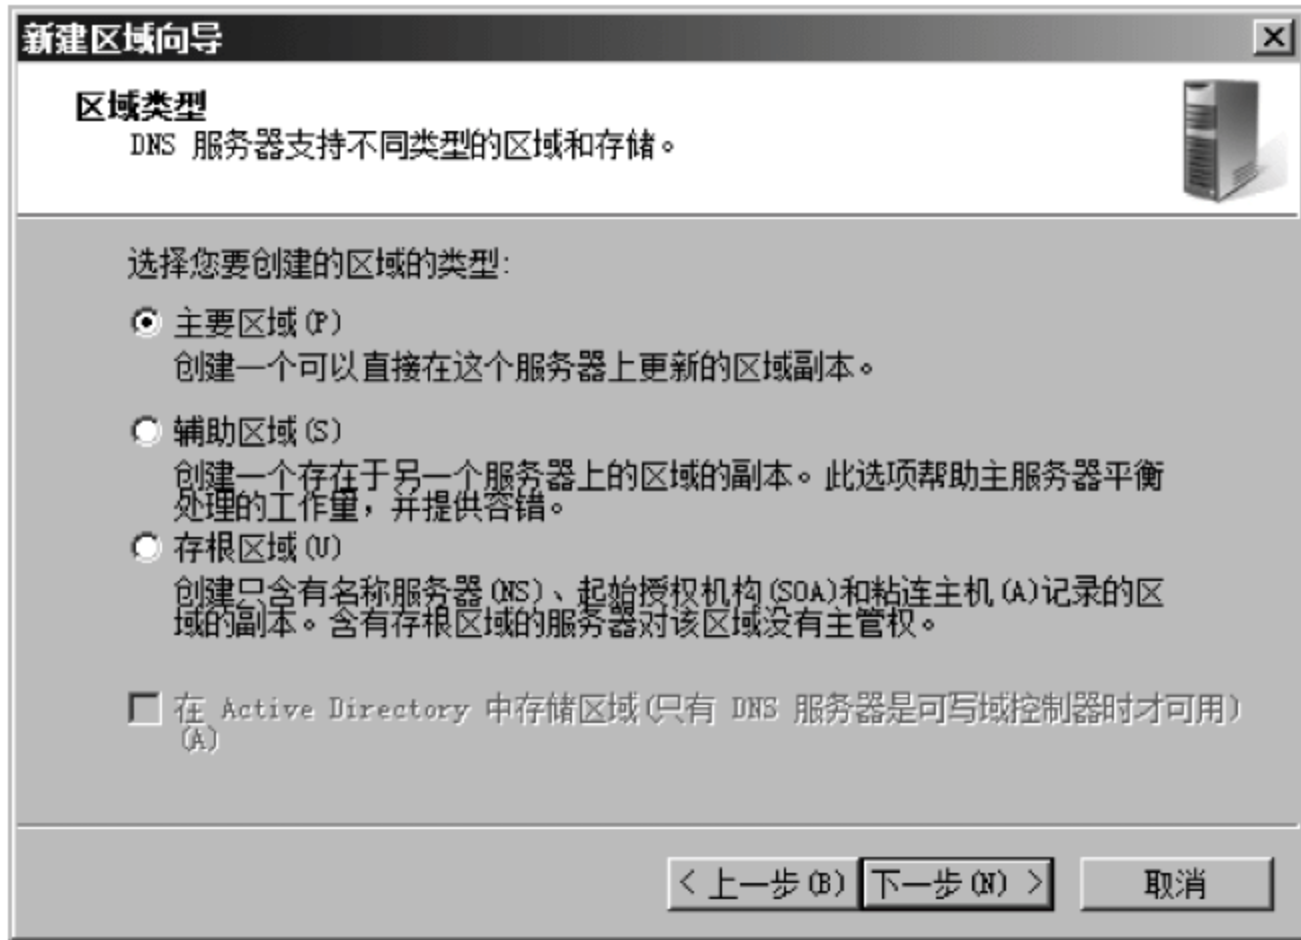 新建区域向导
区域类型
DNS 服务器支持不同类型的区域和存储。
选择您要创建的区域的类型:
主要区域(P)
创建一个可以直接在这个服务器上更新的区域副本。
辅助区域(S)
创建一个存在于另一个服务器上的区域的副本。此选项帮助主服务器平衡
处理的工作量，并提供容错。
存根区域(U)
创建只含有名称服务器(NS)、起始授权机构(SOA)和粘连主机(A)记录的区
域的副本。含有存根区域的服务器对该区域没有主管权。
在 Active Directory 中存储区域(只有 DNS 服务器是可写域控制器时才可用)
(A)
< 上一步(B) 下一步(N) > 取消